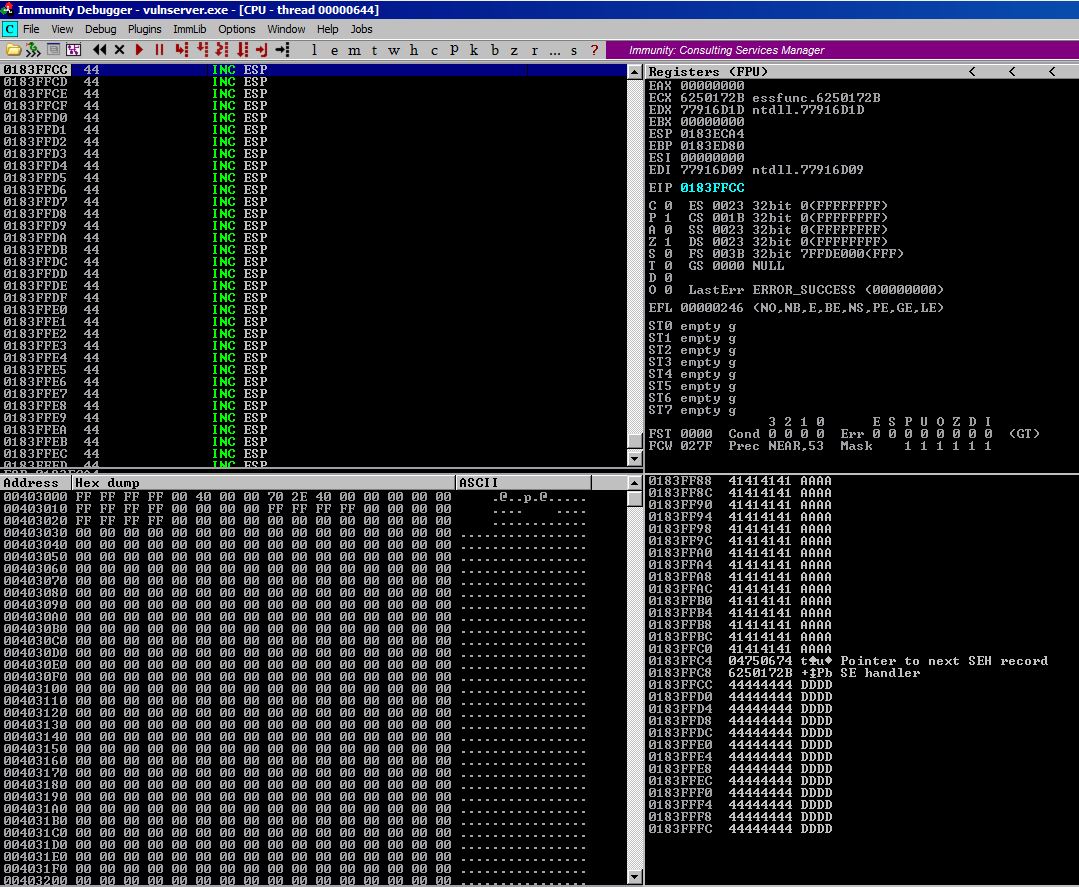 Immunity Debugger - vulnserver.exe - [CPU - thread 00000644]
C File View Debug Plugins ImmLib Options Window Help Jobs
l e m t w h c P k b z r ... s ? Immunity: Consulting Services Manager
0183FFCC 44 INC ESP
0183FFCD 44 INC ESP
0183FFCE 44 INC ESP
0183FFCF 44 INC ESP
0183FFD0 44 INC ESP
0183FFD1 44 INC ESP
0183FFD2 44 INC ESP
0183FFD3 44 INC ESP
0183FFD4 44 INC ESP
0183FFD5 44 INC ESP
0183FFD6 44 INC ESP
0183FFD7 44 INC ESP
0183FFD8 44 INC ESP
0183FFD9 44 INC ESP
0183FFDA 44 INC ESP
0183FFDB 44 INC ESP
0183FFDC 44 INC ESP
0183FFDD 44 INC ESP
0183FFDE 44 INC ESP
0183FFDF 44 INC ESP
0183FFE0 44 INC ESP
0183FFE1 44 INC ESP
0183FFE2 44 INC ESP
0183FFE3 44 INC ESP
0183FFE4 44 INC ESP
0183FFE5 44 INC ESP
0183FFE6 44 INC ESP
0183FFE7 44 INC ESP
0183FFE8 44 INC ESP
0183FFE9 44 INC ESP
0183FFEA 44 INC ESP
0183FFEB 44 INC ESP
0183FFEC 44 INC ESP
0183FFED 44 INC ESP
Registers (FPU) < < <
EAX 00000000
ECX 6250172B essfunc.6250172B
EDX 77916D1D ntdll.77916D1D
EBX 00000000
ESP 0183ECA4
EBP 0183ED80
ESI 00000000
EDI 77916D09 ntdll.77916D09
EIP 0183FFCC
C 0 ES 0023 32bit 0(FFFFFFFF)
P 1 CS 001B 32bit 0(FFFFFFFF)
A 0 SS 0023 32bit 0(FFFFFFFF)
Z 1 DS 0023 32bit 0(FFFFFFFF)
S 0 FS 003B 32bit 7FFDE000(FFF)
T 0 GS 0000 NULL
D 0
O 0 LastErr ERROR_SUCCESS (00000000)
EFL 00000246 (NO,NB,E,BE,NS,PE,GE,LE)
ST0 empty g
ST1 empty g
ST2 empty g
ST3 empty g
ST4 empty g
ST5 empty g
ST6 empty g
ST7 empty g
3 2 1 0 E S P U O Z D I
FST 0000 Cond 0 0 0 0 Err 0 0 0 0 0 0 0 0 (GT)
FCW 027F Prec NEAR,53 Mask 1 1 1 1 1 1
Address Hex dump ASCII
00403000 FF FF FF FF 00 40 00 00 70 2E 40 00 00 00 00 00 .@..p.@.....
00403010 FF FF FF FF 00 00 00 00 FF FF FF FF 00 00 00 00 .... ....
00403020 FF FF FF FF 00 00 00 00 00 00 00 00 00 00 00 00 ............
00403030 00 00 00 00 00 00 00 00 00 00 00 00 00 00 00 00 ................
00403040 00 00 00 00 00 00 00 00 00 00 00 00 00 00 00 00 ................
00403050 00 00 00 00 00 00 00 00 00 00 00 00 00 00 00 00 ................
00403060 00 00 00 00 00 00 00 00 00 00 00 00 00 00 00 00 ................
00403070 00 00 00 00 00 00 00 00 00 00 00 00 00 00 00 00 ................
00403080 00 00 00 00 00 00 00 00 00 00 00 00 00 00 00 00 ................
00403090 00 00 00 00 00 00 00 00 00 00 00 00 00 00 00 00 ................
004030A0 00 00 00 00 00 00 00 00 00 00 00 00 00 00 00 00 ................
004030B0 00 00 00 00 00 00 00 00 00 00 00 00 00 00 00 00 ................
004030C0 00 00 00 00 00 00 00 00 00 00 00 00 00 00 00 00 ................
004030D0 00 00 00 00 00 00 00 00 00 00 00 00 00 00 00 00 ................
004030E0 00 00 00 00 00 00 00 00 00 00 00 00 00 00 00 00 ................
004030F0 00 00 00 00 00 00 00 00 00 00 00 00 00 00 00 00 ................
00403100 00 00 00 00 00 00 00 00 00 00 00 00 00 00 00 00 ................
00403110 00 00 00 00 00 00 00 00 00 00 00 00 00 00 00 00 ................
00403120 00 00 00 00 00 00 00 00 00 00 00 00 00 00 00 00 ................
00403130 00 00 00 00 00 00 00 00 00 00 00 00 00 00 00 00 ................
00403140 00 00 00 00 00 00 00 00 00 00 00 00 00 00 00 00 ................
00403150 00 00 00 00 00 00 00 00 00 00 00 00 00 00 00 00 ................
00403160 00 00 00 00 00 00 00 00 00 00 00 00 00 00 00 00 ................
00403170 00 00 00 00 00 00 00 00 00 00 00 00 00 00 00 00 ................
00403180 00 00 00 00 00 00 00 00 00 00 00 00 00 00 00 00 ................
00403190 00 00 00 00 00 00 00 00 00 00 00 00 00 00 00 00 ................
004031A0 00 00 00 00 00 00 00 00 00 00 00 00 00 00 00 00 ................
004031B0 00 00 00 00 00 00 00 00 00 00 00 00 00 00 00 00 ................
004031C0 00 00 00 00 00 00 00 00 00 00 00 00 00 00 00 00 ................
004031D0 00 00 00 00 00 00 00 00 00 00 00 00 00 00 00 00 ................
004031E0 00 00 00 00 00 00 00 00 00 00 00 00 00 00 00 00 ................
004031F0 00 00 00 00 00 00 00 00 00 00 00 00 00 00 00 00 ................
00403200 00 00 00 00 00 00 00 00 00 00 00 00 00 00 00 00 ................
0183FF88 41414141 AAAA
0183FF8C 41414141 AAAA
0183FF90 41414141 AAAA
0183FF94 41414141 AAAA
0183FF98 41414141 AAAA
0183FF9C 41414141 AAAA
0183FFA0 41414141 AAAA
0183FFA4 41414141 AAAA
0183FFA8 41414141 AAAA
0183FFAC 41414141 AAAA
0183FFB0 41414141 AAAA
0183FFB4 41414141 AAAA
0183FFB8 41414141 AAAA
0183FFBC 41414141 AAAA
0183FFC0 41414141 AAAA
0183FFC4 04750674 t♠u♦ Pointer to next SEH record
0183FFC8 6250172B +↨Pb SE handler
0183FFCC 44444444 DDDD
0183FFD0 44444444 DDDD
0183FFD4 44444444 DDDD
0183FFD8 44444444 DDDD
0183FFDC 44444444 DDDD
0183FFE0 44444444 DDDD
0183FFE4 44444444 DDDD
0183FFE8 44444444 DDDD
0183FFEC 44444444 DDDD
0183FFF0 44444444 DDDD
0183FFF4 44444444 DDDD
0183FFF8 44444444 DDDD
0183FFFC 44444444 DDDD